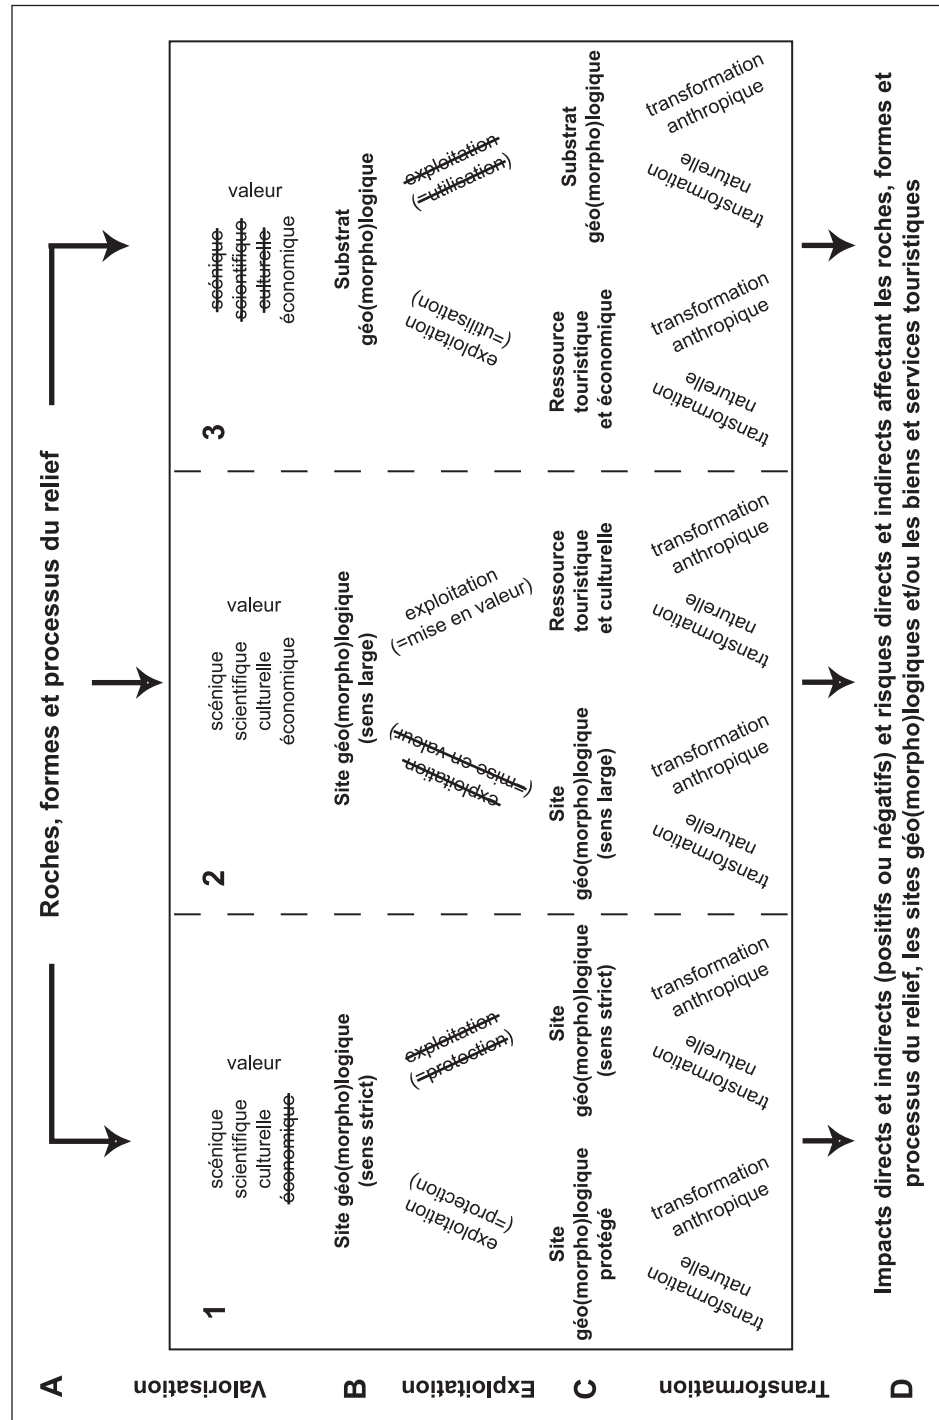 A
Roches, formes et processus du relief
Valorisation
1
scénique
scientifique
culturelle
économique
valeur
2
scénique
scientifique
culturelle
économique
valeur
3
scénique
scientifique
culturelle
économique
valeur
B
Site géo(morpho)logique
(sens strict)
Site géo(morpho)logique
(sens large)
Substrat
géo(morpho)logique
Exploitation
exploitation
(=protection)
exploitation
(=protection)
exploitation
(=mise en valeur)
exploitation
(=mise en valeur)
exploitation
(=utilisation)
exploitation
(=utilisation)
C
Site
géo(morpho)logique
protégé
Site
géo(morpho)logique
(sens strict)
Site
géo(morpho)logique
(sens large)
Ressource
touristique
et culturelle
Ressource
touristique
et économique
Substrat
géo(morpho)logique
Transformation
transformation
naturelle
transformation
anthropique
transformation
naturelle
transformation
anthropique
transformation
naturelle
transformation
anthropique
transformation
naturelle
transformation
anthropique
transformation
naturelle
transformation
anthropique
transformation
naturelle
transformation
anthropique
D
Impacts directs et indirects (positifs ou négatifs) et risques directs et indirects affectant les roches, formes et
processus du relief, les sites géo(morpho)logiques et/ou les biens et services touristiques